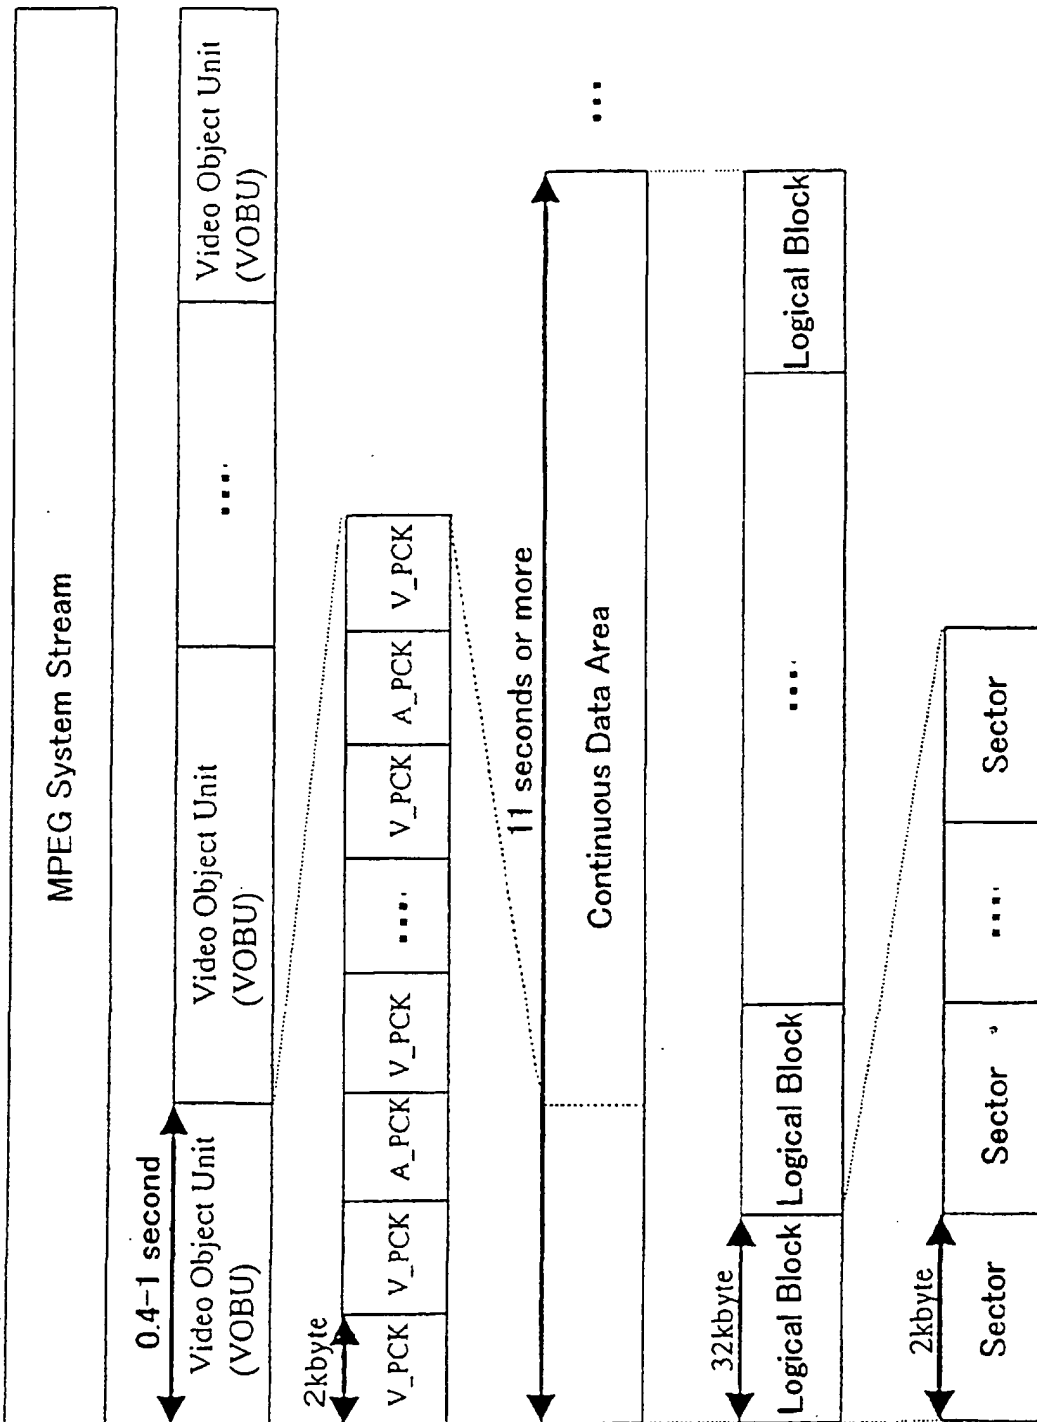 MPEG System Stream
0.4-1 second
Video Object Unit
(VOBU)
Video Object Unit
(VOBU)
....
Video Object Unit
(VOBU)
2kbyte
V_PCK
V_PCK
A_PCK
V_PCK
....
V_PCK
A_PCK
V_PCK
11 seconds or more
Continuous Data Area
...
32kbyte
Logical Block
Logical Block
....
Logical Block
2kbyte
Sector
Sector
....
Sector